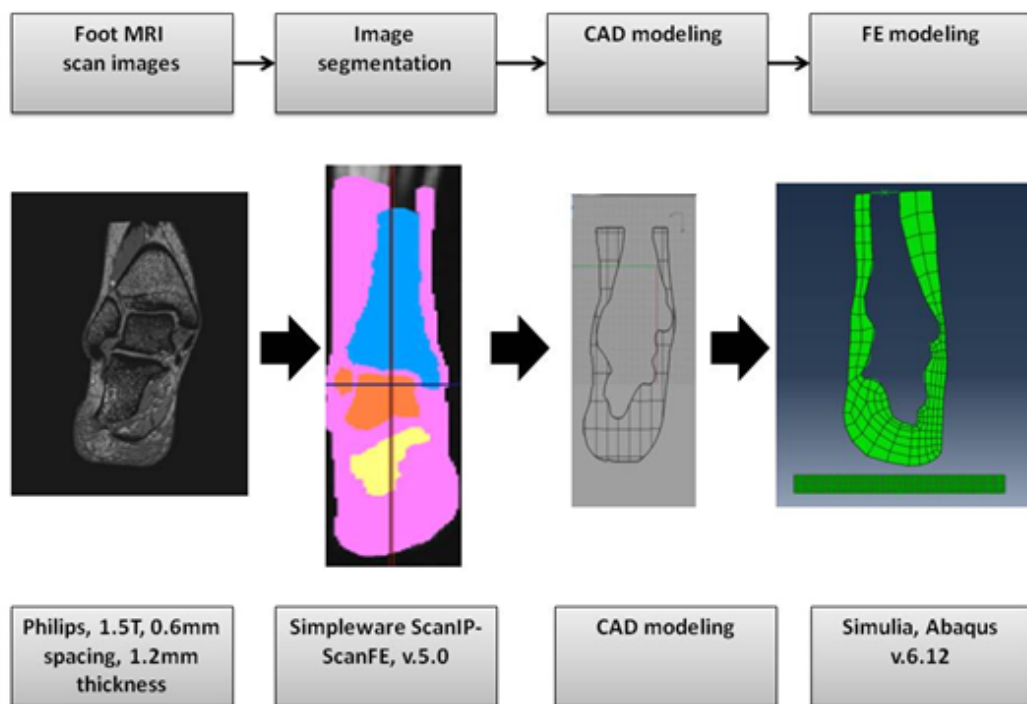 Foot MRI
scan images
Image
segmentation
CAD modeling
FE modeling
Philips, 1.5T, 0.6mm
spacing, 1.2mm
thickness
Simpleware ScanIP-
ScanFE, v.5.0
CAD modeling
Simulia, Abaqus
v.6.12